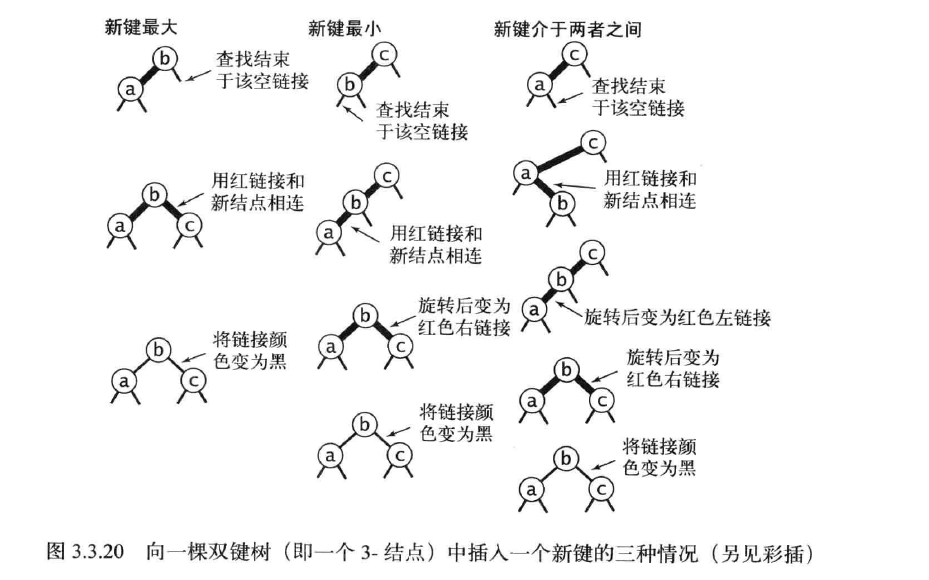 新键最大
b
a
查找结束
于该空链接
b
a
c
用红链接和
新结点相连
b
a
c
将链接颜
色变为黑
新键最小
c
b
查找结束
于该空链接
c
b
a
用红链接和
新结点相连
b
a
c
旋转后变为
红色右链接
b
a
c
将链接颜
色变为黑
新键介于两者之间
c
a
查找结束
于该空链接
c
a
b
用红链接和
新结点相连
c
b
a
旋转后变为红色左链接
b
a
c
旋转后变为
红色右链接
b
a
c
将链接颜
色变为黑
图 3.3.20 向一棵双键树（即一个 3- 结点）中插入一个新键的三种情况（另见彩插）